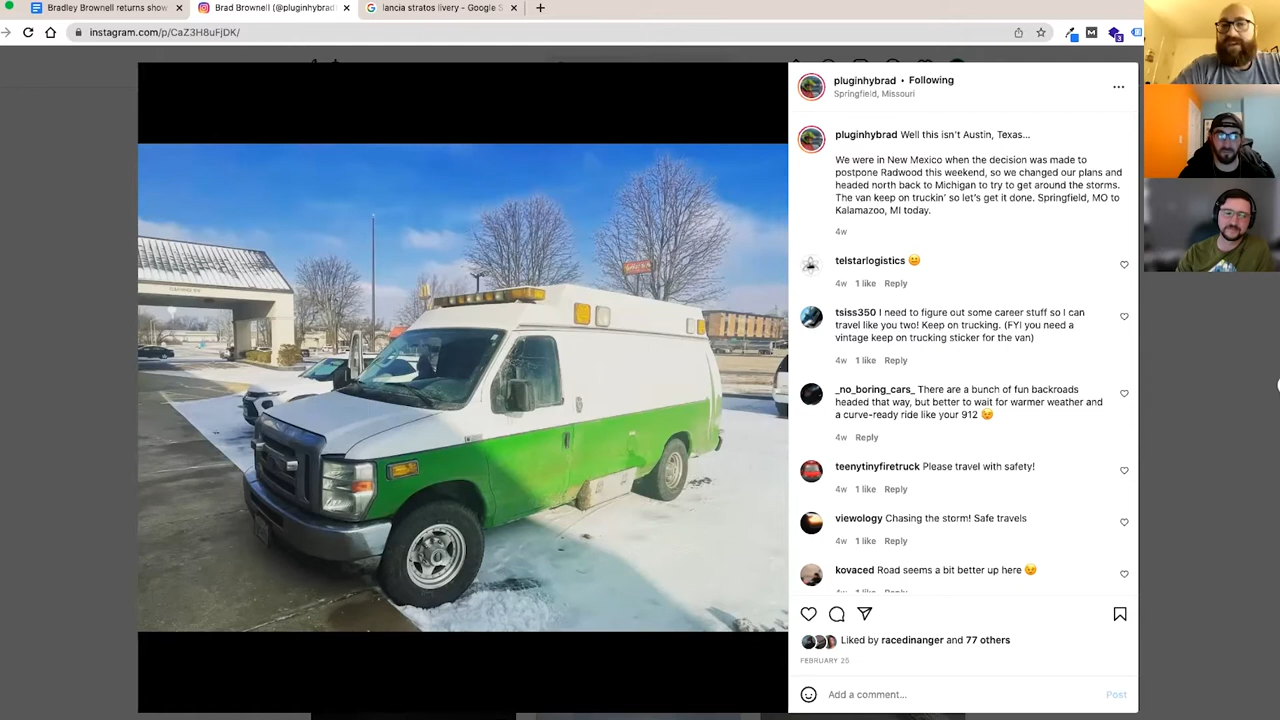 Bradley Brownell returns show
Brad Brownell (@pluginhybrad
lancia stratos livery - Google S
instagram.com/p/CaZ3H8uFjDK/
3
pluginhybrad • Following
Springfield, Missouri
pluginhybrad Well this isn't Austin, Texas...
We were in New Mexico when the decision was made to
postpone Radwood this weekend, so we changed our plans and
headed north back to Michigan to try to get around the storms.
The van keep on truckin' so let's get it done. Springfield, MO to
Kalamazoo, MI today.
4w
telstarlogistics 😐
4w 1 like Reply
tsiss350 I need to figure out some career stuff so I can
travel like you two! Keep on trucking. (FYI you need a
vintage keep on trucking sticker for the van)
4w 1 like Reply
_no_boring_cars_ There are a bunch of fun backroads
headed that way, but better to wait for warmer weather and
a curve-ready ride like your 912 😉
4w Reply
teenytinyfiretruck Please travel with safety!
4w 1 like Reply
viewology Chasing the storm! Safe travels
4w 1 like Reply
kovaced Road seems a bit better up here 😉
4w 1 like Reply
Liked by racedinanger and 77 others
FEBRUARY 25
Add a comment...
Post